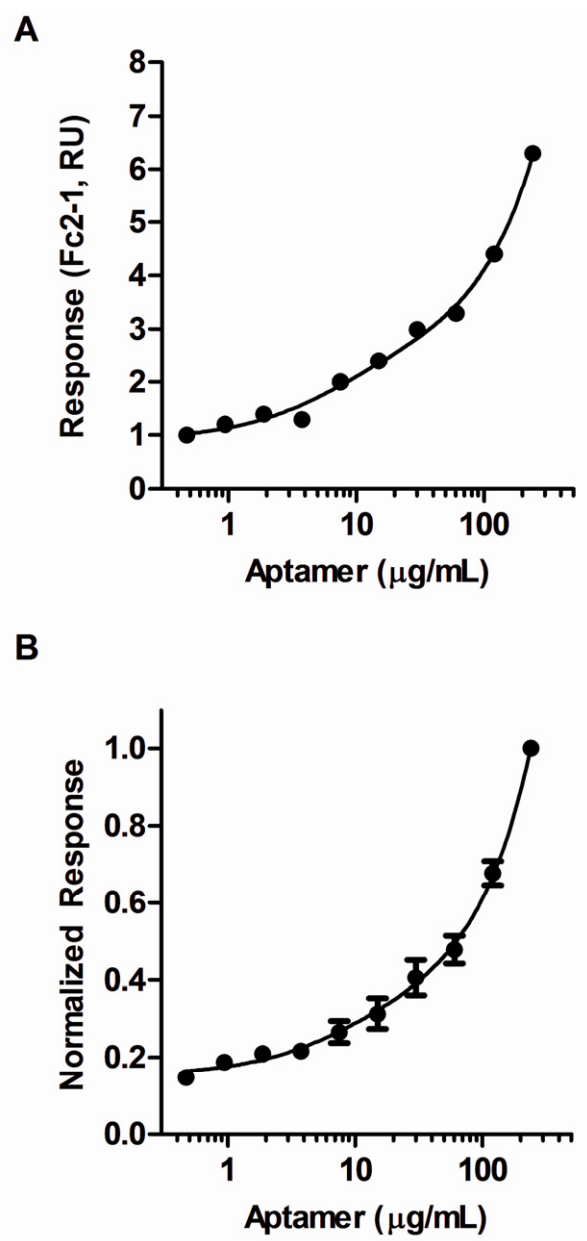 A
8
7
6
5
4
3
2
1
0
Response (Fc2-1, RU)
1 10 100
Aptamer (μg/mL)
B
1.0
0.8
0.6
0.4
0.2
0.0
Normalized Response
1 10 100
Aptamer (μg/mL)